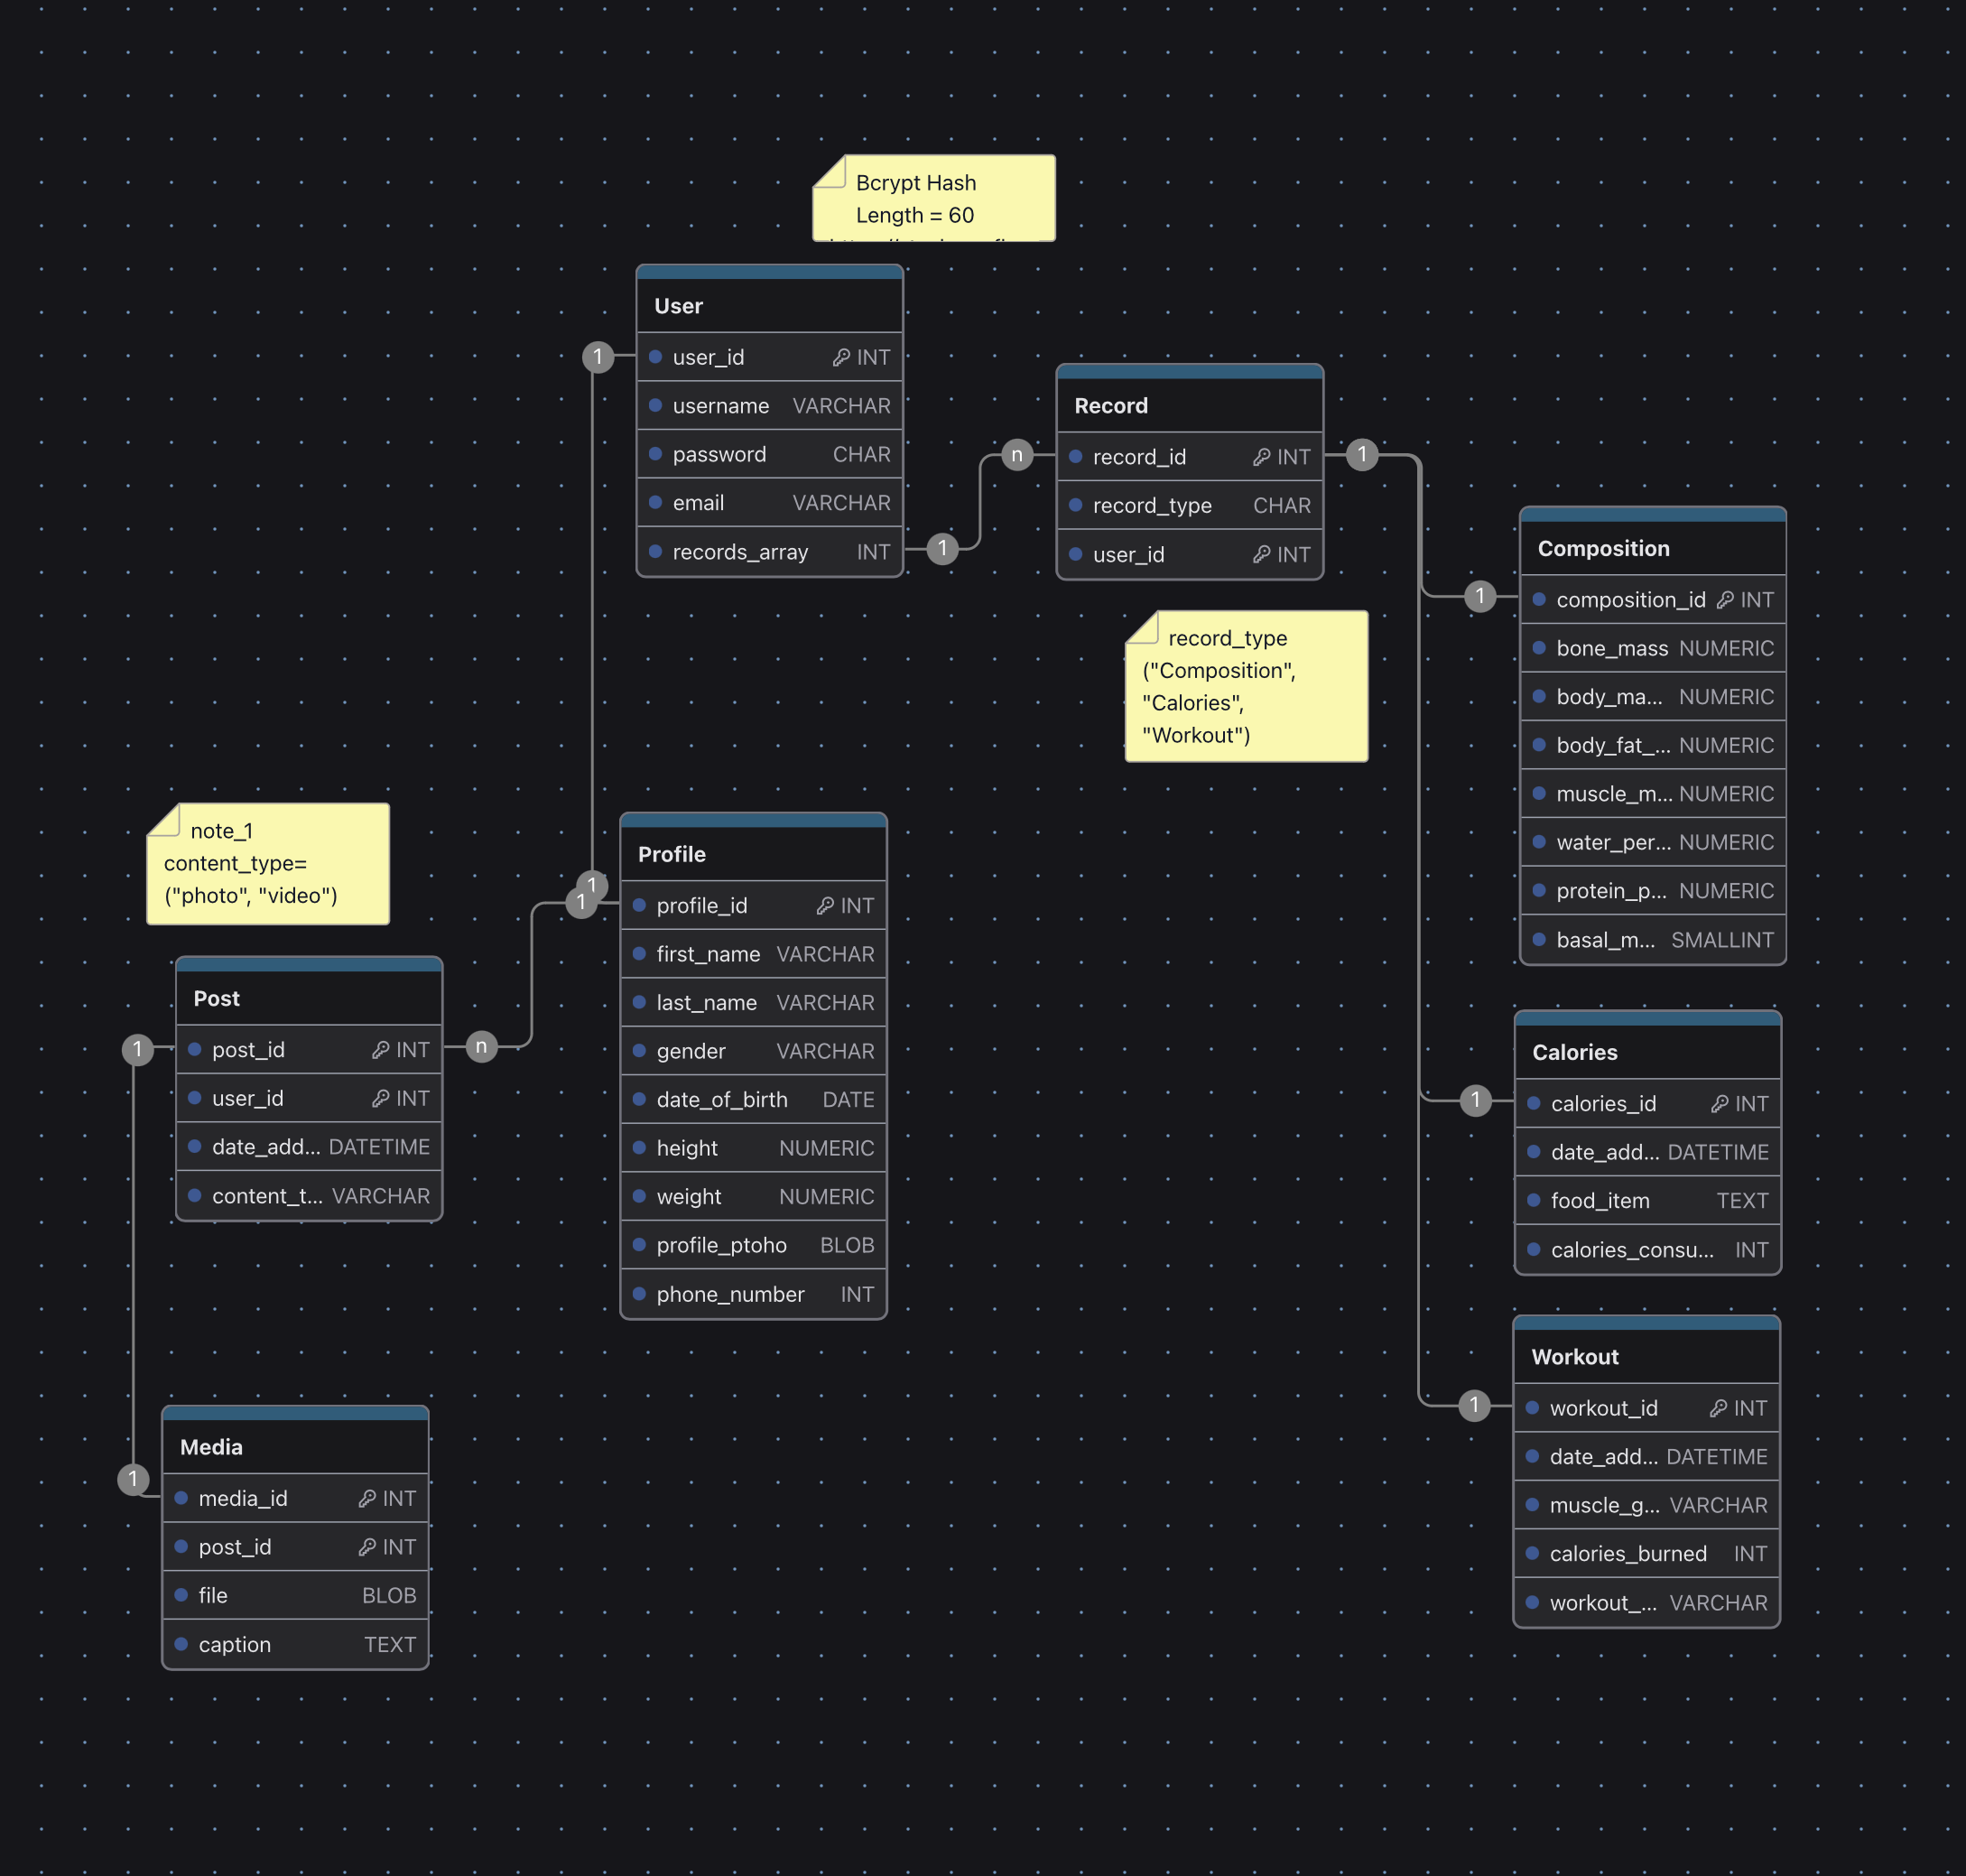 Bcrypt Hash
Length = 60
User
user_id INT
username VARCHAR
password CHAR
email VARCHAR
records_array INT
1
1
n
Record
record_id INT
record_type CHAR
user_id INT
1
record_type
("Composition",
"Calories",
"Workout")
1
Composition
composition_id INT
bone_mass NUMERIC
body_ma... NUMERIC
body_fat_... NUMERIC
muscle_m... NUMERIC
water_per... NUMERIC
protein_p... NUMERIC
basal_m... SMALLINT
note_1
content_type=
("photo", "video")
1
1
Profile
profile_id INT
first_name VARCHAR
last_name VARCHAR
gender VARCHAR
date_of_birth DATE
height NUMERIC
weight NUMERIC
profile_ptoho BLOB
phone_number INT
1
n
Post
post_id INT
user_id INT
date_add... DATETIME
content_t... VARCHAR
1
Calories
calories_id INT
date_add... DATETIME
food_item TEXT
calories_consu... INT
1
Workout
workout_id INT
date_add... DATETIME
muscle_g... VARCHAR
calories_burned INT
workout_... VARCHAR
1
Media
media_id INT
post_id INT
file BLOB
caption TEXT